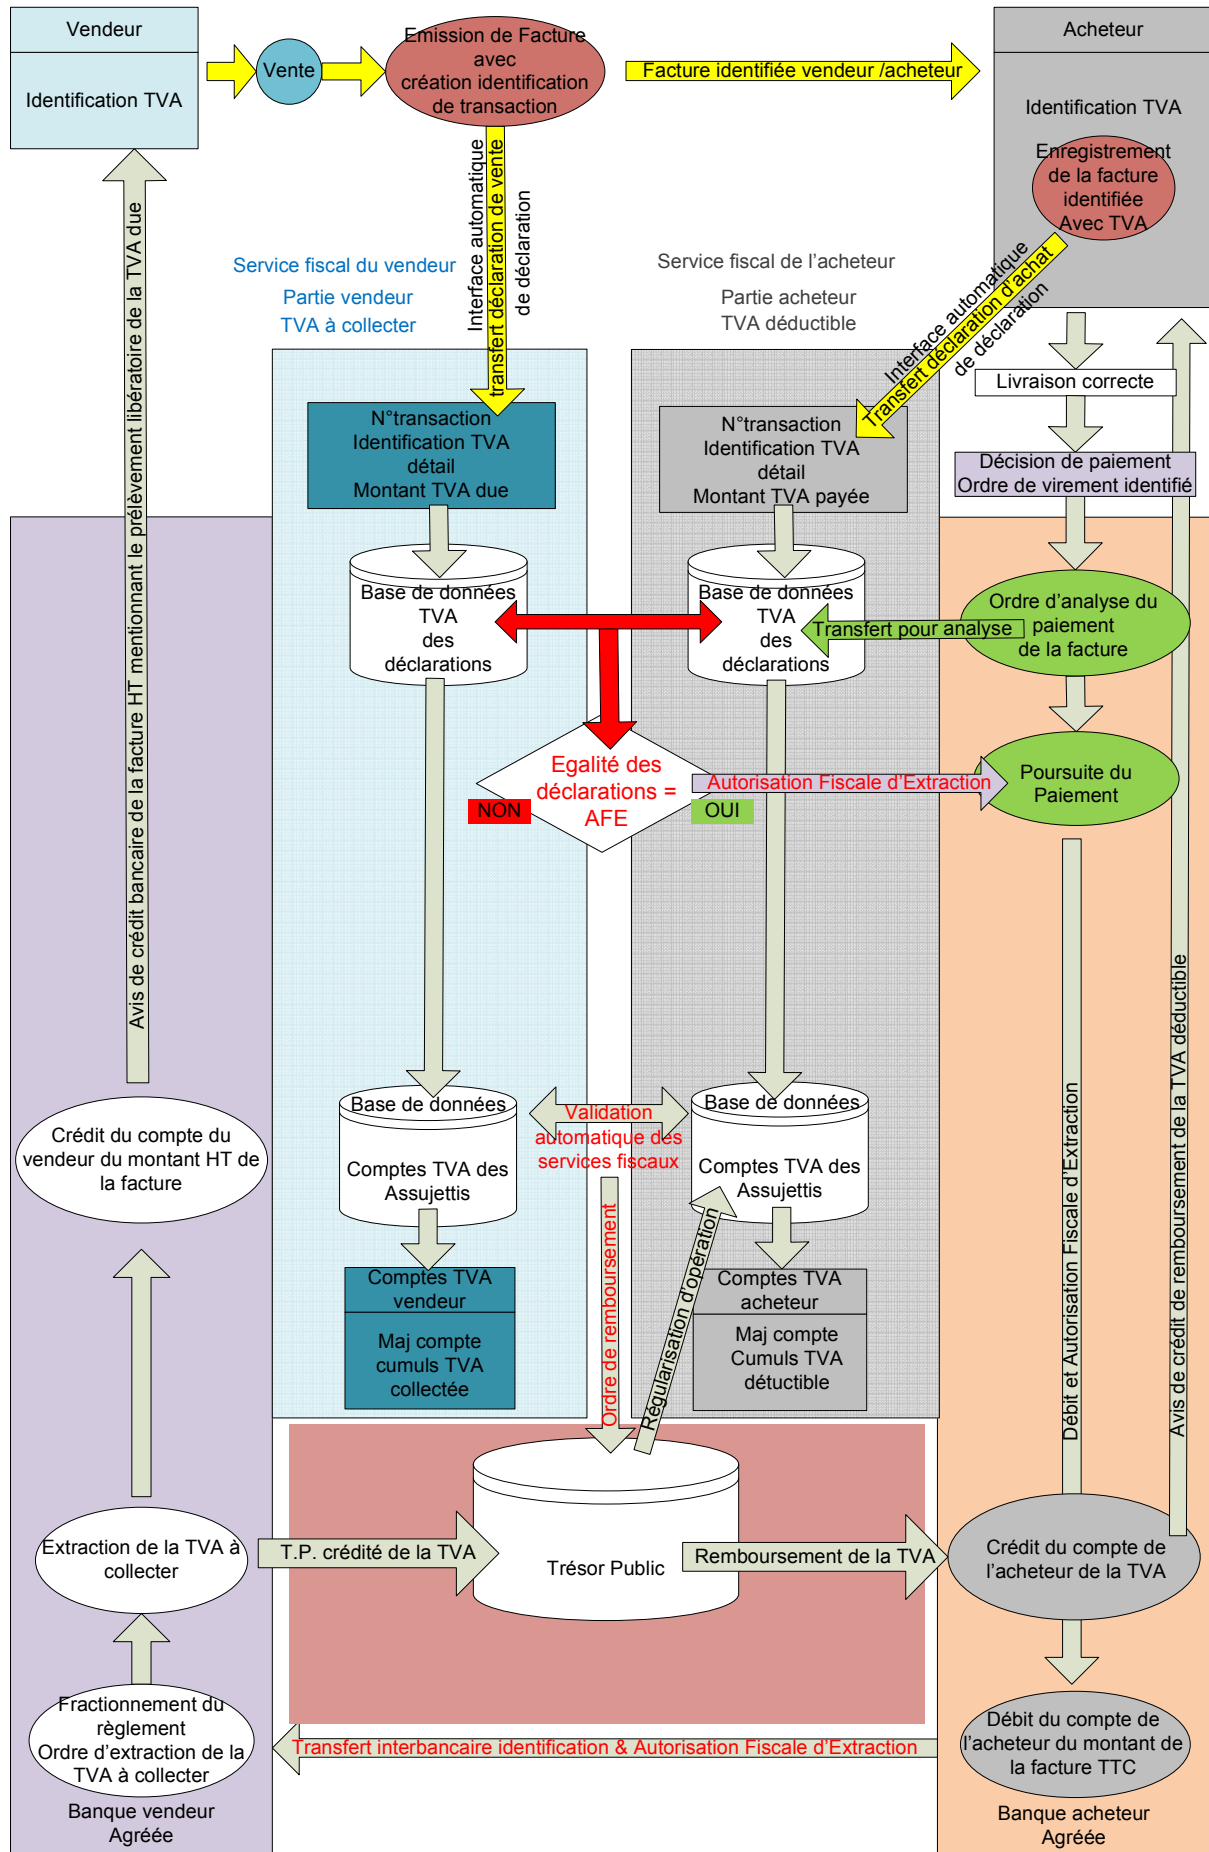 Vendeur
Identification TVA
Vente
Emission de Facture
avec
création identification
de transaction
Facture identifiée vendeur /acheteur
Acheteur
Identification TVA
Enregistrement
de la facture
identifiée
Avec TVA
Interface automatique
transfert déclaration de vente
de déclaration
Interface automatique
Transfert déclaration d'achat
de déclaration
Service fiscal du vendeur
Partie vendeur
TVA à collecter
Service fiscal de l'acheteur
Partie acheteur
TVA déductible
Livraison correcte
Décision de paiement
Ordre de virement identifié
N°transaction
Identification TVA
détail
Montant TVA due
N°transaction
Identification TVA
détail
Montant TVA payée
Base de données
TVA
des
déclarations
Base de données
TVA
des
déclarations
Transfert pour analyse
Ordre d'analyse du
paiement
de la facture
Egalité des
déclarations =
AFE
NON
OUI
Autorisation Fiscale d'Extraction
Poursuite du
Paiement
Avis de crédit bancaire de la facture HT mentionnant le prélèvement libératoire de la TVA due
Débit et Autorisation Fiscale d'Extraction
Avis de crédit de remboursement de la TVA déductible
Crédit du compte du
vendeur du montant HT de
la facture
Base de données
Comptes TVA des
Assujettis
Validation
automatique des
services fiscaux
Base de données
Comptes TVA des
Assujettis
Ordre de remboursement
Régularisation d'opération
Comptes TVA
vendeur
Maj compte
cumuls TVA
collectée
Comptes TVA
acheteur
Maj compte
Cumuls TVA
détuctible
Extraction de la TVA à
collecter
T.P. crédité de la TVA
Trésor Public
Remboursement de la TVA
Crédit du compte de
l'acheteur de la TVA
Fractionnement du
règlement
Ordre d'extraction de la
TVA à collecter
Transfert interbancaire identification & Autorisation Fiscale d'Extraction
Débit du compte de
l'acheteur du montant de
la facture TTC
Banque vendeur
Agréée
Banque acheteur
Agréée